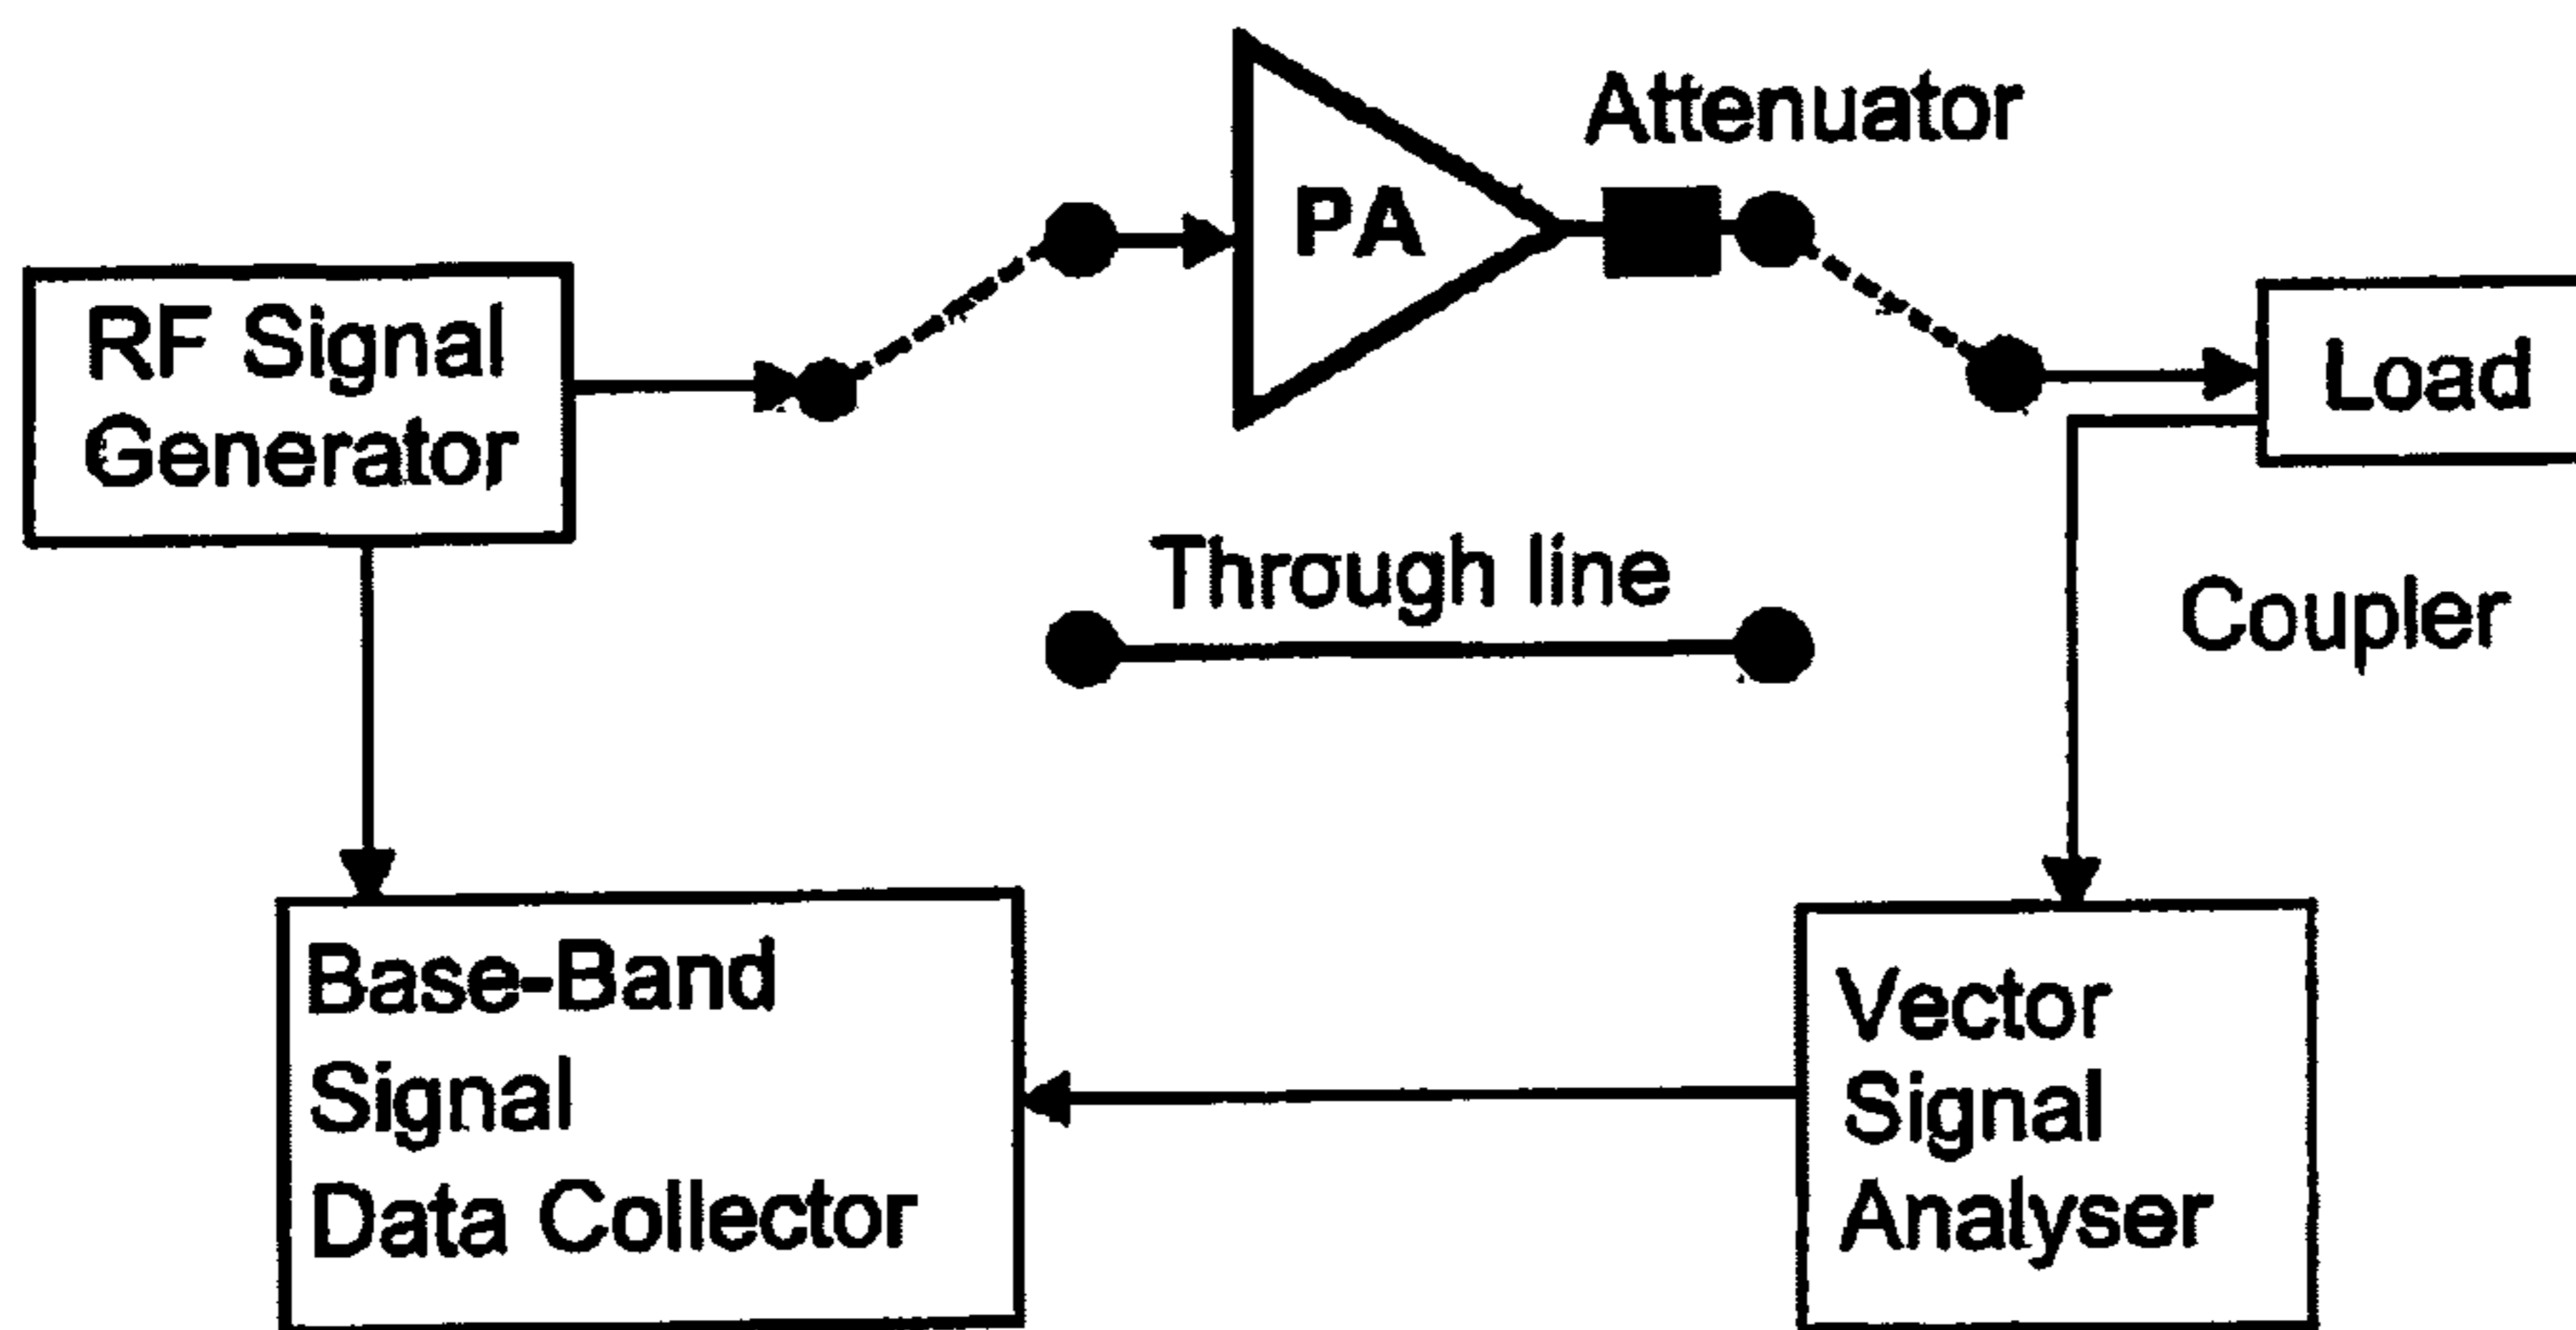 Attenuator
PA
RF Signal
Generator
Load
Through line
Coupler
Base-Band
Signal
Data Collector
Vector
Signal
Analyser